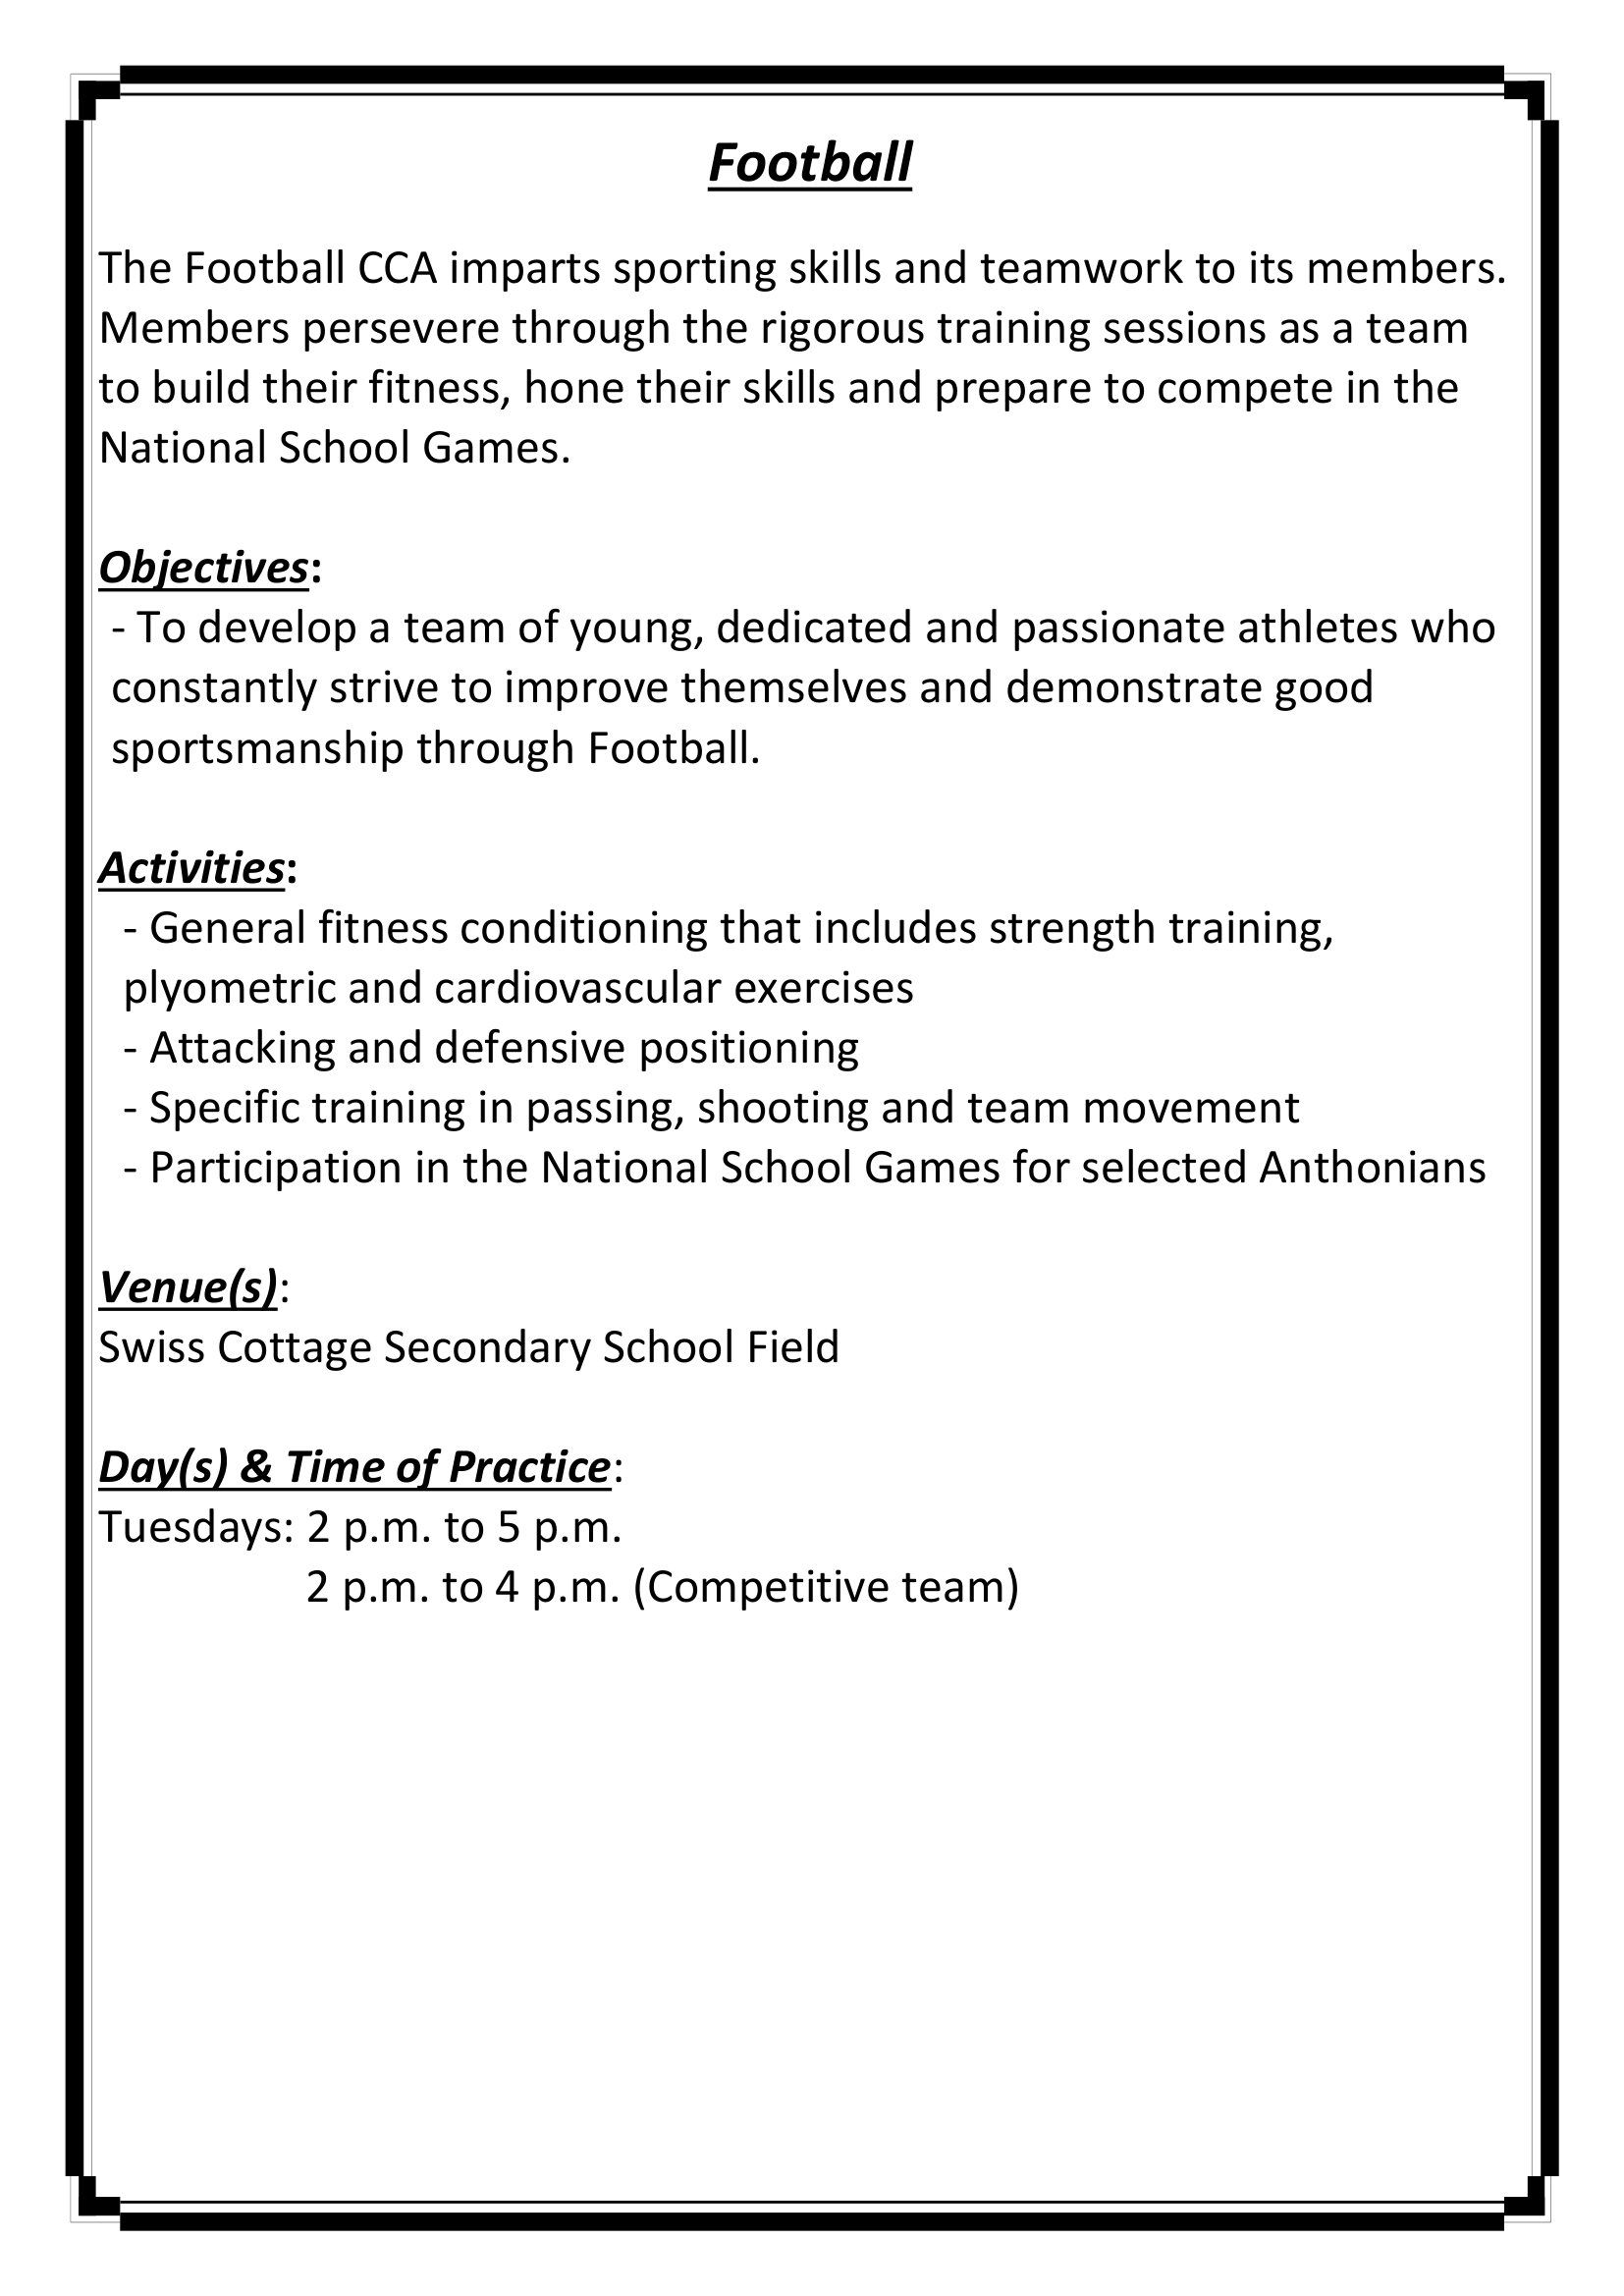 Football
The Football CCA imparts sporting skills and teamwork to its members.
Members persevere through the rigorous training sessions as a team
to build their fitness, hone their skills and prepare to compete in the
National School Games.
Objectives:
- To develop a team of young, dedicated and passionate athletes who
constantly strive to improve themselves and demonstrate good
sportsmanship through Football.
Activities:
- General fitness conditioning that includes strength training,
plyometric and cardiovascular exercises
- Attacking and defensive positioning
- Specific training in passing, shooting and team movement
- Participation in the National School Games for selected Anthonians
Venue(s):
Swiss Cottage Secondary School Field
Day(s) & Time of Practice:
Tuesdays: 2 p.m. to 5 p.m.
2 p.m. to 4 p.m. (Competitive team)